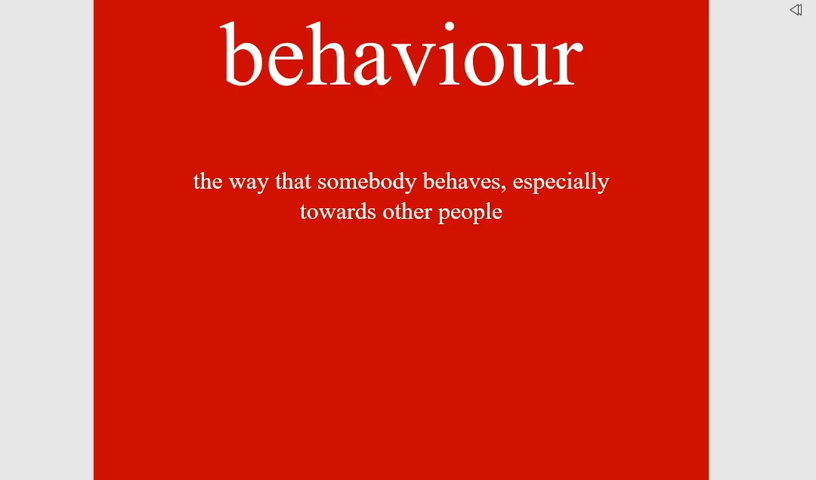 behaviour
the way that somebody behaves, especially
towards other people